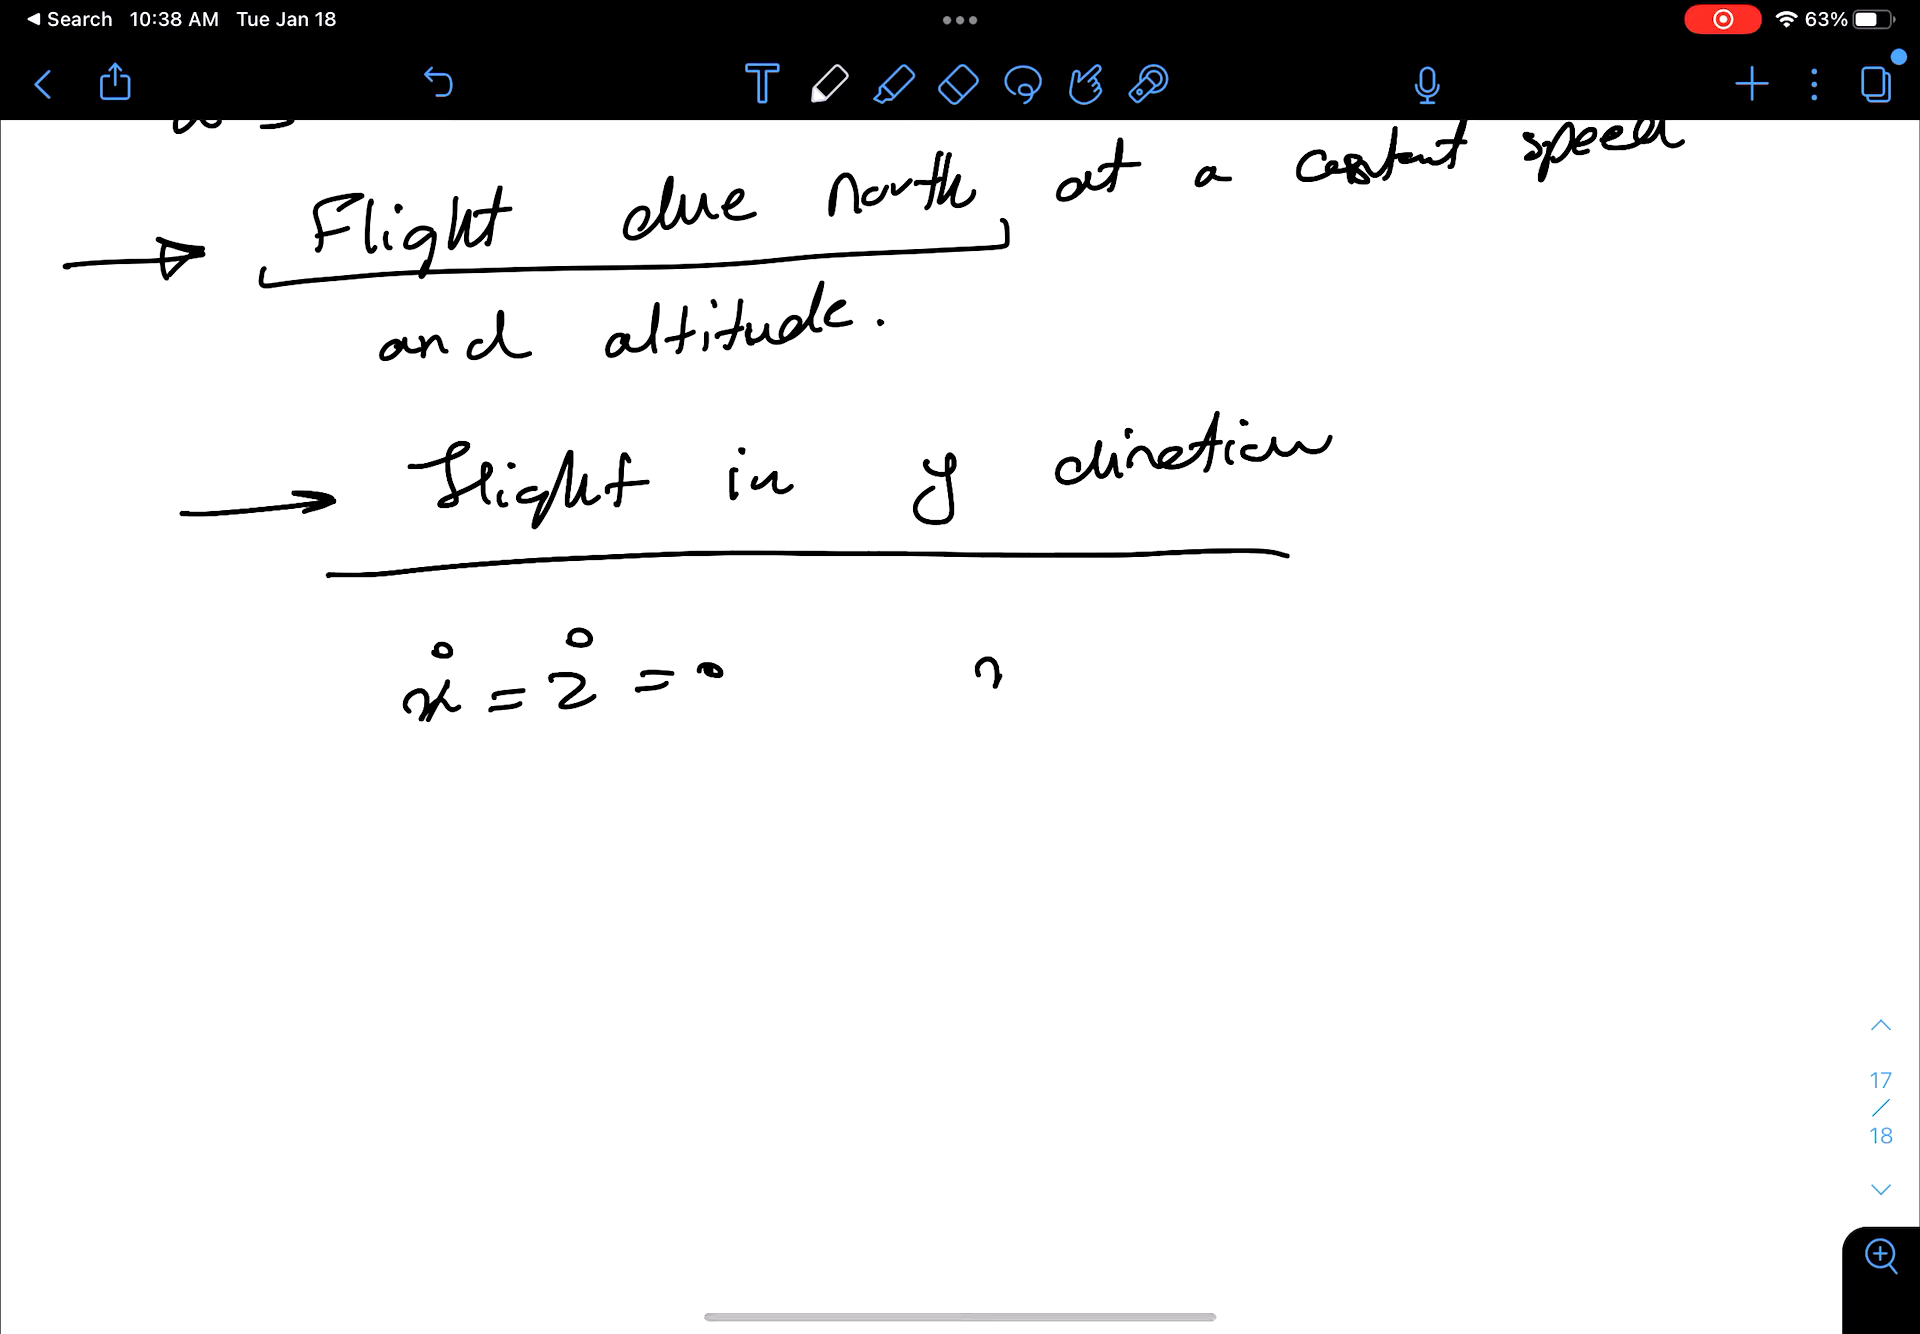 Search 10:38 AM Tue Jan 18 63%
T
Flight due north at a constant speed
and altitude.
flight in y direction
ẋ = ż = 0
17
/
18